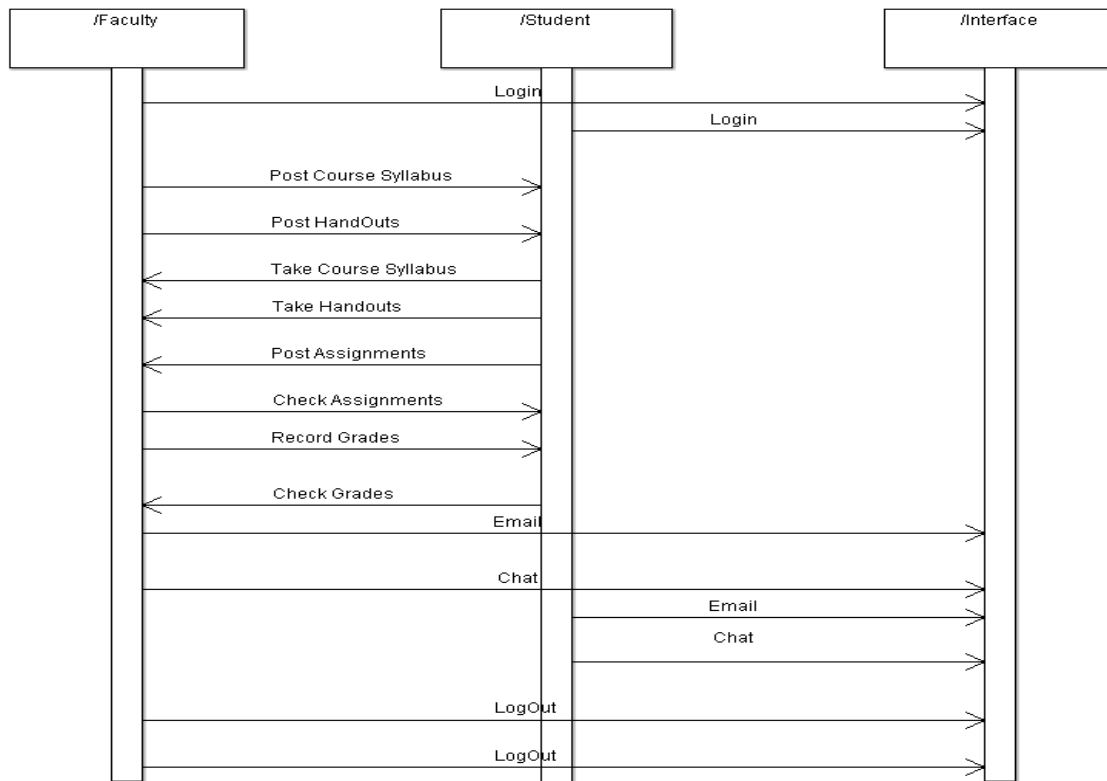 /Faculty
/Student
/Interface
Login
Login
Post Course Syllabus
Post HandOuts
Take Course Syllabus
Take Handouts
Post Assignments
Check Assignments
Record Grades
Check Grades
Email
Chat
Email
Chat
LogOut
LogOut